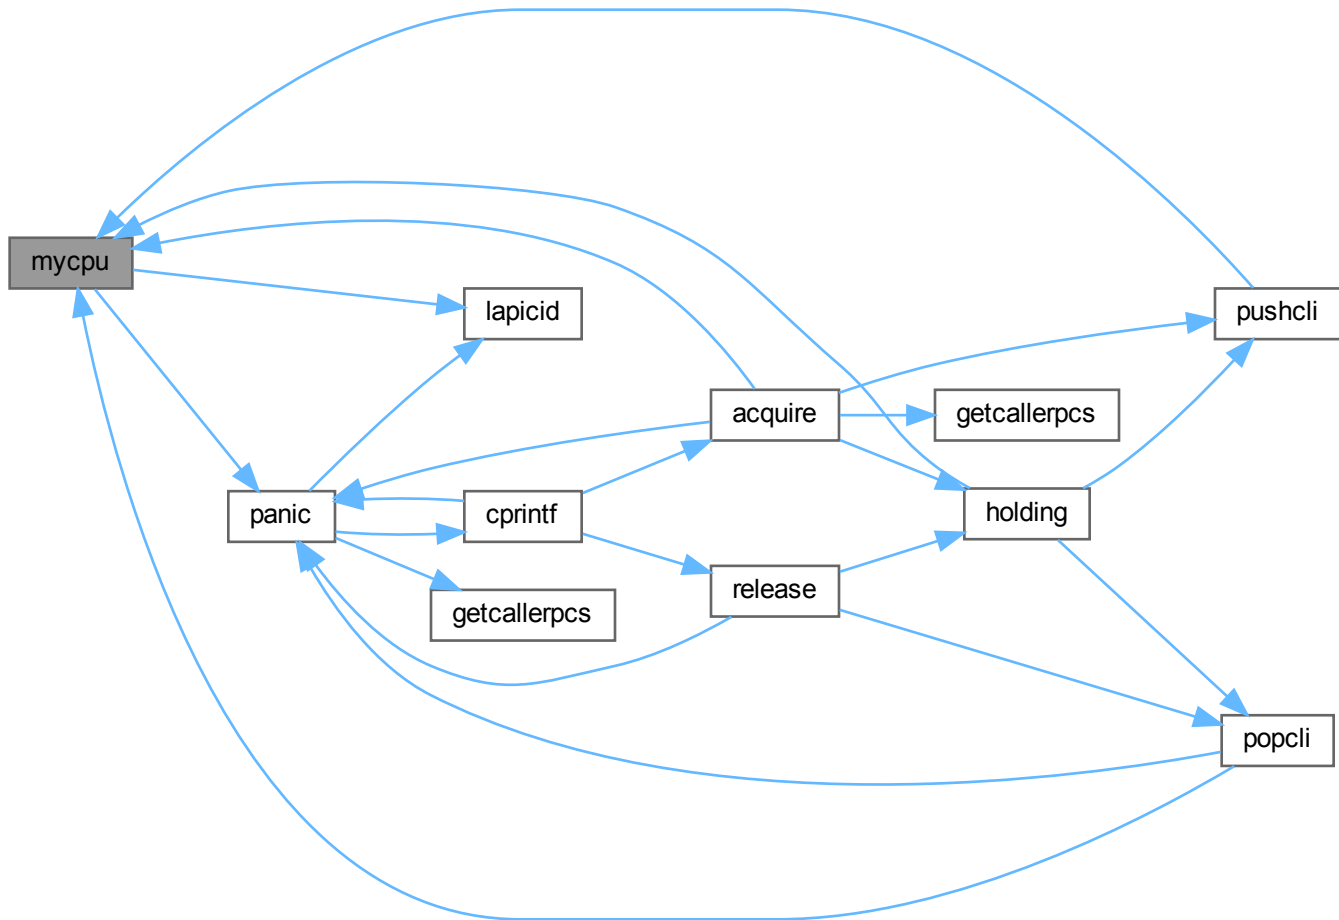 mycpu
lapicid
pushcli
acquire
getcallerpcs
panic
cprintf
holding
release
getcallerpcs
popcli